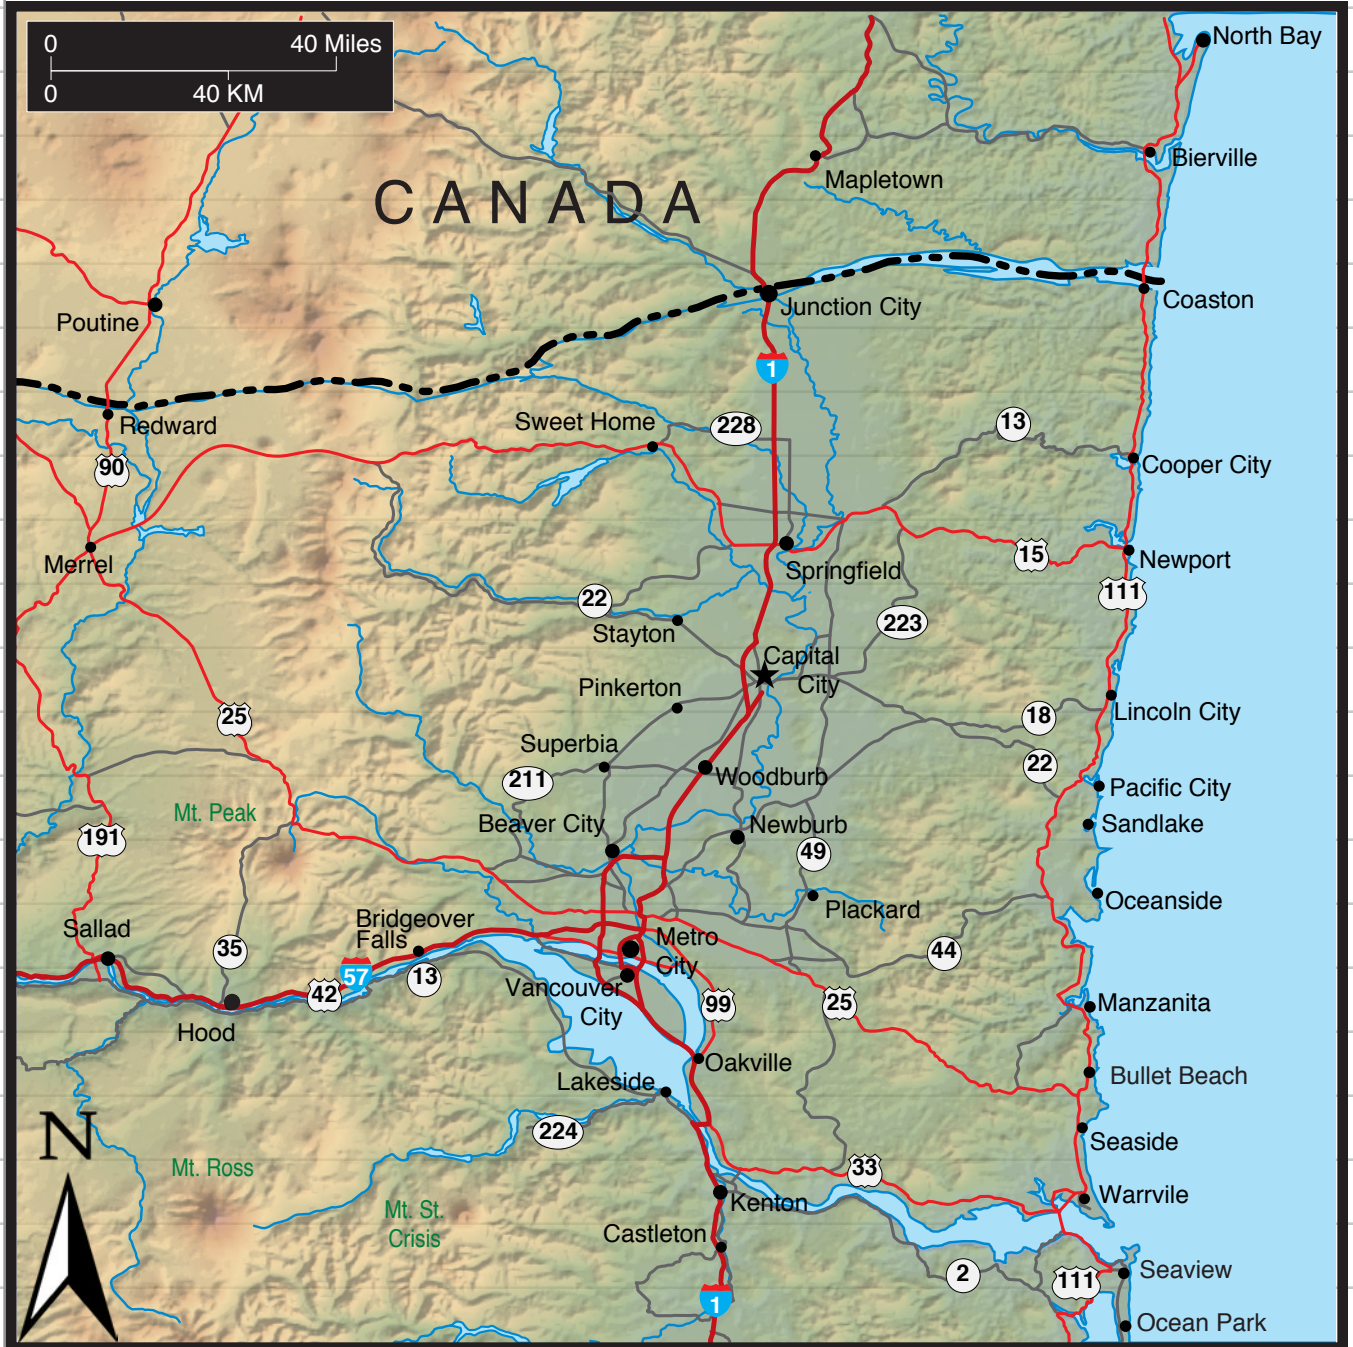 0 40 Miles
0 40 KM
North Bay
Bierville
Mapletown
CANADA
Coaston
Junction City
Poutine
1
Redward
Sweet Home
228
13
90
Cooper City
Merrel
15
Newport
Springfield
111
22
Stayton
223
Capital
City
Pinkerton
25
18
Lincoln City
Superbia
22
211
Woodburb
Pacific City
Mt. Peak
Beaver City
Newburb
Sandlake
191
49
Oceanside
Plackard
Sallad
Bridgeover
Falls
35
Metro
City
44
57
13
42
Vancouver
City
99
25
Manzanita
Hood
Oakville
Lakeside
Bullet Beach
N
224
Seaside
Mt. Ross
33
Warrvile
Kenton
Mt. St.
Crisis
Castleton
2
111
Seaview
1
Ocean Park